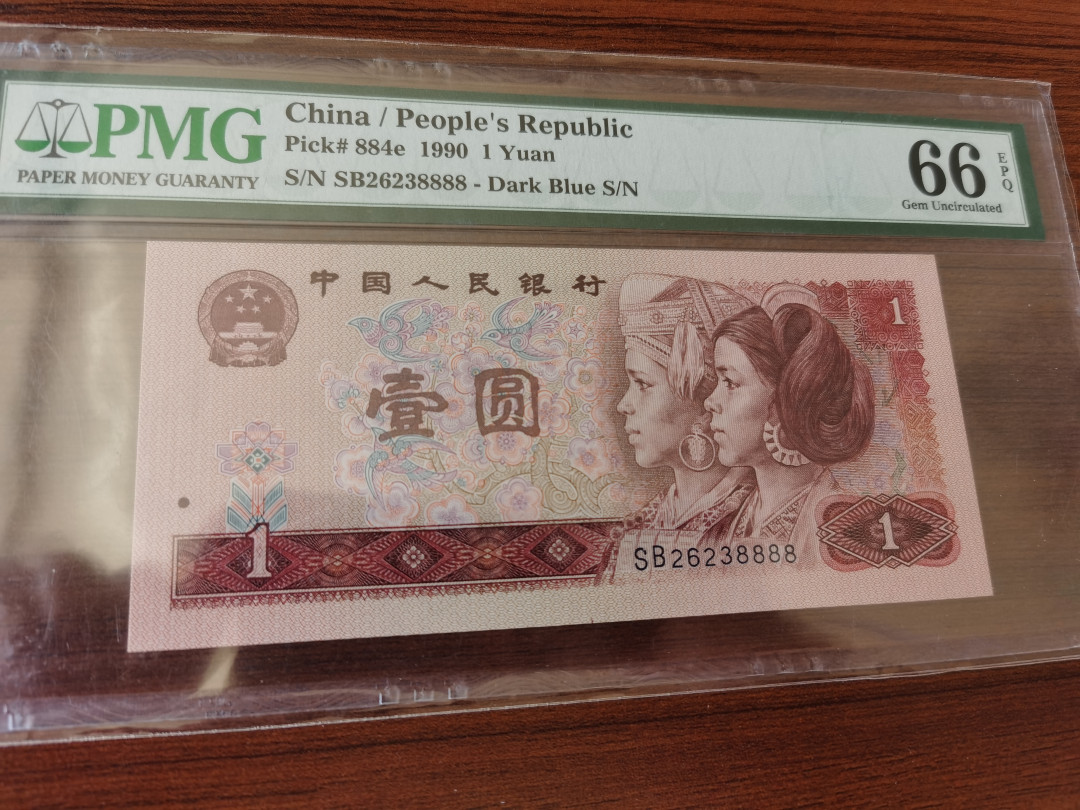 PMG
PAPER MONEY GUARANTY
China / People's Republic
Pick# 884e 1990 1 Yuan
S/N SB26238888 - Dark Blue S/N
66
EPQ
Gem Uncirculated
中国人民银行
1
壹圆
1
SB26238888
1